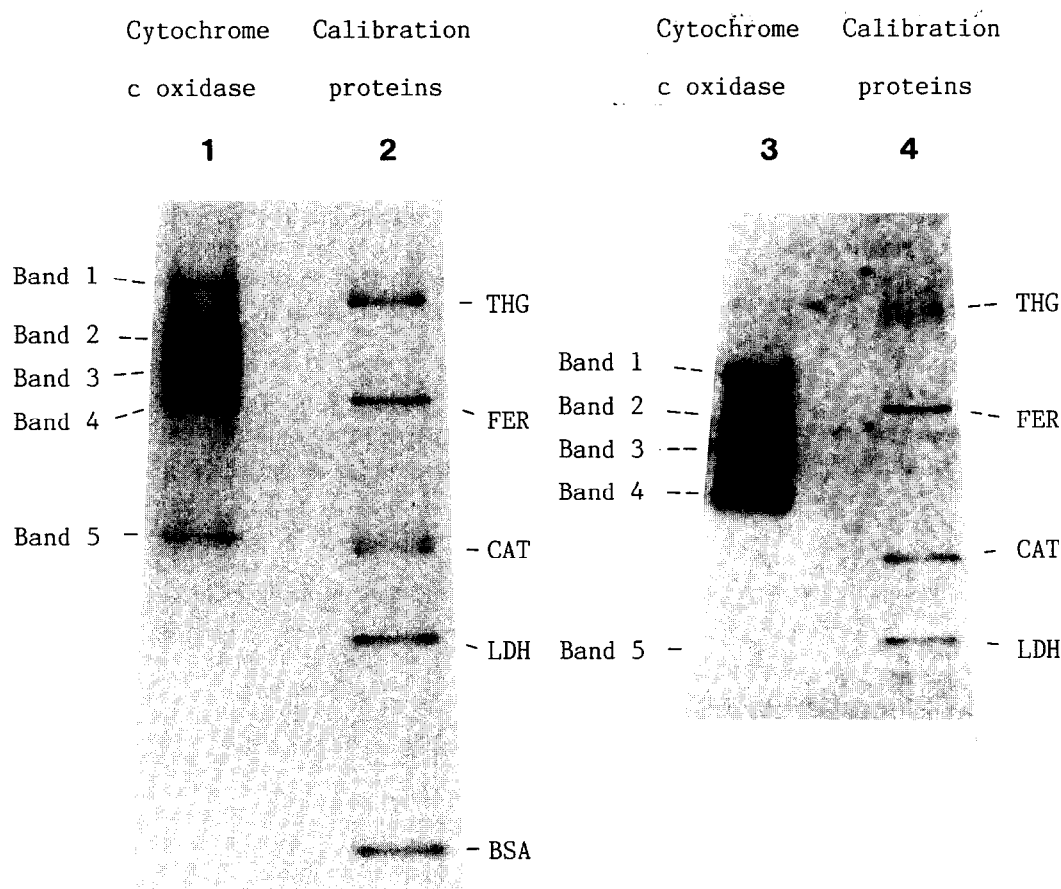 Cytochrome Calibration
c oxidase proteins
1 2
Band 1
Band 2
Band 3
Band 4
Band 5
THG
FER
CAT
LDH
BSA
Cytochrome Calibration
c oxidase proteins
3 4
Band 1
Band 2
Band 3
Band 4
Band 5
THG
FER
CAT
LDH